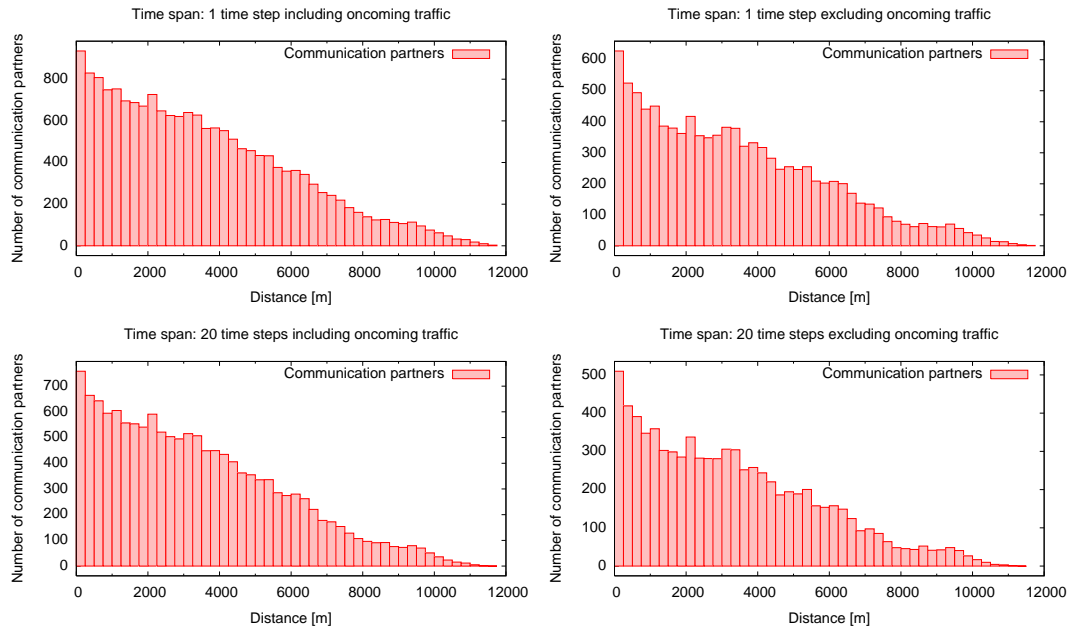 Time span: 1 time step including oncoming traffic
Number of communication partners
800
600
400
200
0
Communication partners
0 2000 4000 6000 8000 10000 12000
Distance [m]
Time span: 1 time step excluding oncoming traffic
Number of communication partners
600
500
400
300
200
100
0
Communication partners
0 2000 4000 6000 8000 10000 12000
Distance [m]
Time span: 20 time steps including oncoming traffic
Number of communication partners
700
600
500
400
300
200
100
0
Communication partners
0 2000 4000 6000 8000 10000 12000
Distance [m]
Time span: 20 time steps excluding oncoming traffic
Number of communication partners
500
400
300
200
100
0
Communication partners
0 2000 4000 6000 8000 10000 12000
Distance [m]